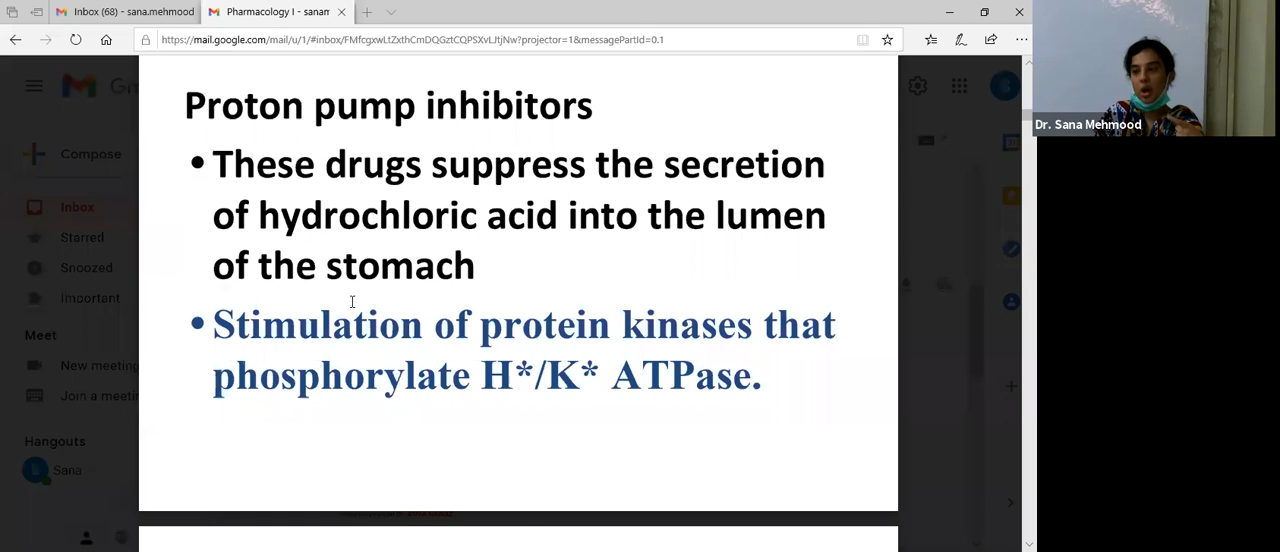 Inbox (68) - sana.mehmood
Pharmacology I - sanam
https://mail.google.com/mail/u/1/#inbox/FMfcgxwLtZxthCmDQGztCQPSXvLJtjNw?projector=1&messagePartId=0.1
Dr. Sana Mehmood
Compose
Inbox
Starred
Snoozed
Important
Meet
New meeting
Join a meeti
Hangouts
Sana
Proton pump inhibitors
• These drugs suppress the secretion
of hydrochloric acid into the lumen
of the stomach
• Stimulation of protein kinases that
phosphorylate H*/K* ATPase.